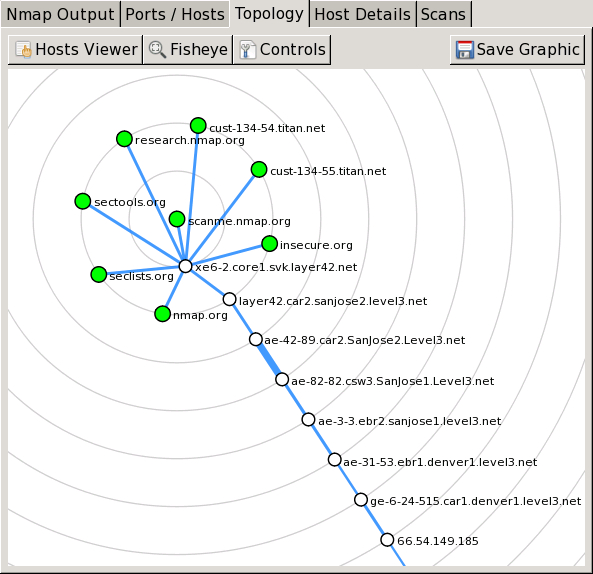 Nmap Output
Ports / Hosts
Topology
Host Details
Scans
Hosts Viewer
Fisheye
Controls
Save Graphic
cust-134-54.titan.net
research.nmap.org
cust-134-55.titan.net
sectools.org
scanme.nmap.org
insecure.org
xe6-2.core1.svk.layer42.net
seclists.org
layer42.car2.sanjose2.level3.net
nmap.org
ae-42-89.car2.SanJose2.Level3.net
ae-82-82.csw3.SanJose1.Level3.net
ae-3-3.ebr2.sanjose1.level3.net
ae-31-53.ebr1.denver1.level3.net
ge-6-24-515.car1.denver1.level3.net
66.54.149.185